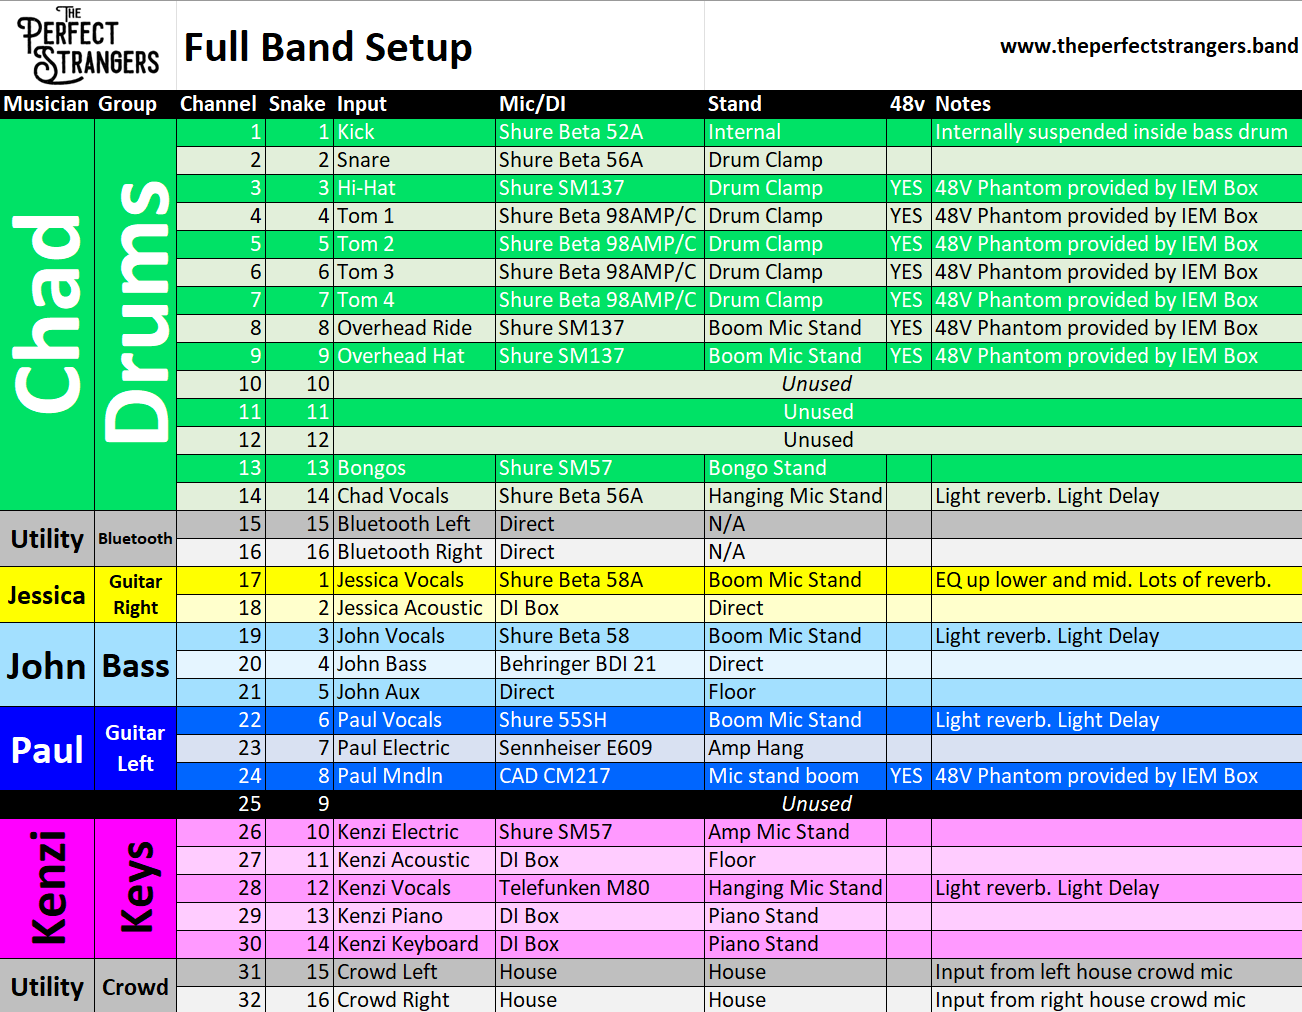 THE
PERFECT
STRANGERS
Full Band Setup
www.theperfectstrangers.band
Musician Group Channel Snake Input Mic/DI Stand 48v Notes
Chad
Drums
1 1 Kick Shure Beta 52A Internal Internally suspended inside bass drum
2 2 Snare Shure Beta 56A Drum Clamp
3 3 Hi-Hat Shure SM137 Drum Clamp YES 48V Phantom provided by IEM Box
4 4 Tom 1 Shure Beta 98AMP/C Drum Clamp YES 48V Phantom provided by IEM Box
5 5 Tom 2 Shure Beta 98AMP/C Drum Clamp YES 48V Phantom provided by IEM Box
6 6 Tom 3 Shure Beta 98AMP/C Drum Clamp YES 48V Phantom provided by IEM Box
7 7 Tom 4 Shure Beta 98AMP/C Drum Clamp YES 48V Phantom provided by IEM Box
8 8 Overhead Ride Shure SM137 Boom Mic Stand YES 48V Phantom provided by IEM Box
9 9 Overhead Hat Shure SM137 Boom Mic Stand YES 48V Phantom provided by IEM Box
10 10 Unused
11 11 Unused
12 12 Unused
13 13 Bongos Shure SM57 Bongo Stand
14 14 Chad Vocals Shure Beta 56A Hanging Mic Stand Light reverb. Light Delay
Utility Bluetooth
15 15 Bluetooth Left Direct N/A
16 16 Bluetooth Right Direct N/A
Jessica Guitar
Right
17 1 Jessica Vocals Shure Beta 58A Boom Mic Stand EQ up lower and mid. Lots of reverb.
18 2 Jessica Acoustic DI Box Direct
John Bass
19 3 John Vocals Shure Beta 58 Boom Mic Stand Light reverb. Light Delay
20 4 John Bass Behringer BDI 21 Direct
21 5 John Aux Direct Floor
Paul Guitar
Left
22 6 Paul Vocals Shure 55SH Boom Mic Stand Light reverb. Light Delay
23 7 Paul Electric Sennheiser E609 Amp Hang
24 8 Paul Mndln CAD CM217 Mic stand boom YES 48V Phantom provided by IEM Box
25 9 Unused
Kenzi
Keys
26 10 Kenzi Electric Shure SM57 Amp Mic Stand
27 11 Kenzi Acoustic DI Box Floor
28 12 Kenzi Vocals Telefunken M80 Hanging Mic Stand Light reverb. Light Delay
29 13 Kenzi Piano DI Box Piano Stand
30 14 Kenzi Keyboard DI Box Piano Stand
Utility Crowd
31 15 Crowd Left House House Input from left house crowd mic
32 16 Crowd Right House House Input from right house crowd mic